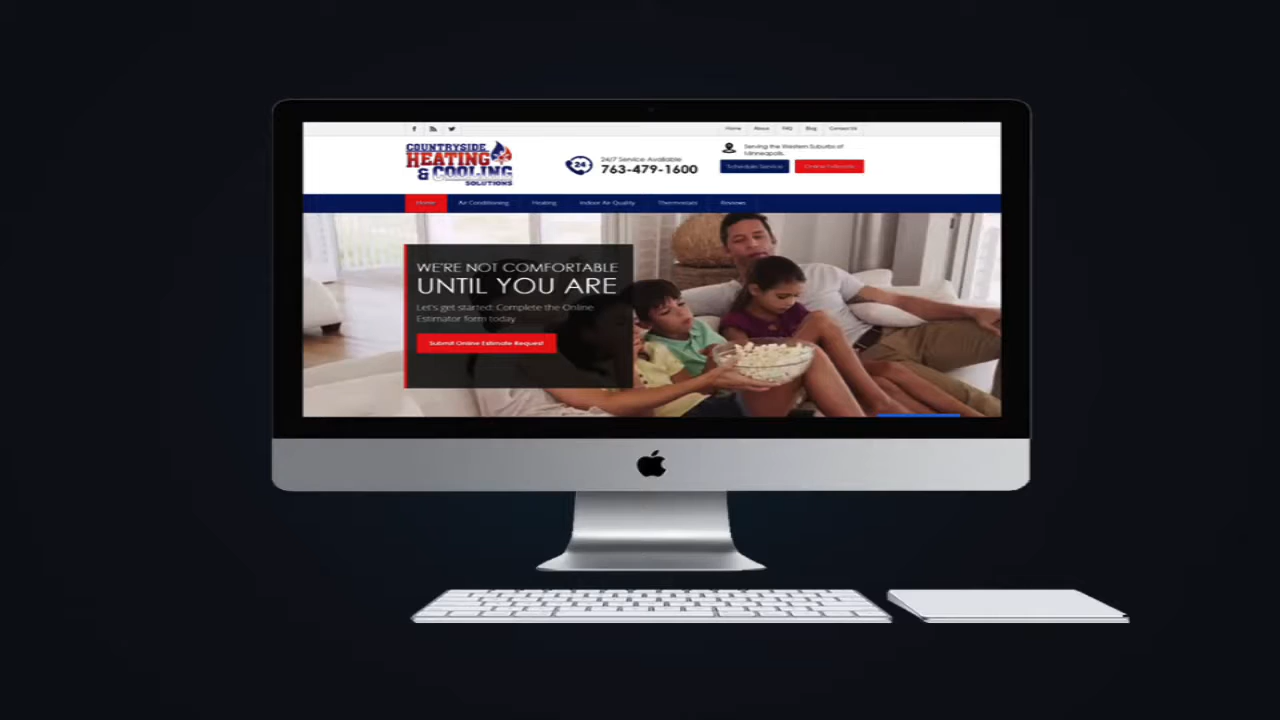 Home About FAQ Blog Contact Us
COUNTRYSIDE
HEATING
& COOLING
SOLUTIONS
24
24/7 Service Available
763-479-1600
Serving the Western Suburbs of
Minneapolis.
Schedule Service
Online Estimate
Home Air Conditioning Heating Indoor Air Quality Thermostats Reviews
WE'RE NOT COMFORTABLE
UNTIL YOU ARE
Let's get started: Complete the Online
Estimator form today
Submit Online Estimate Request